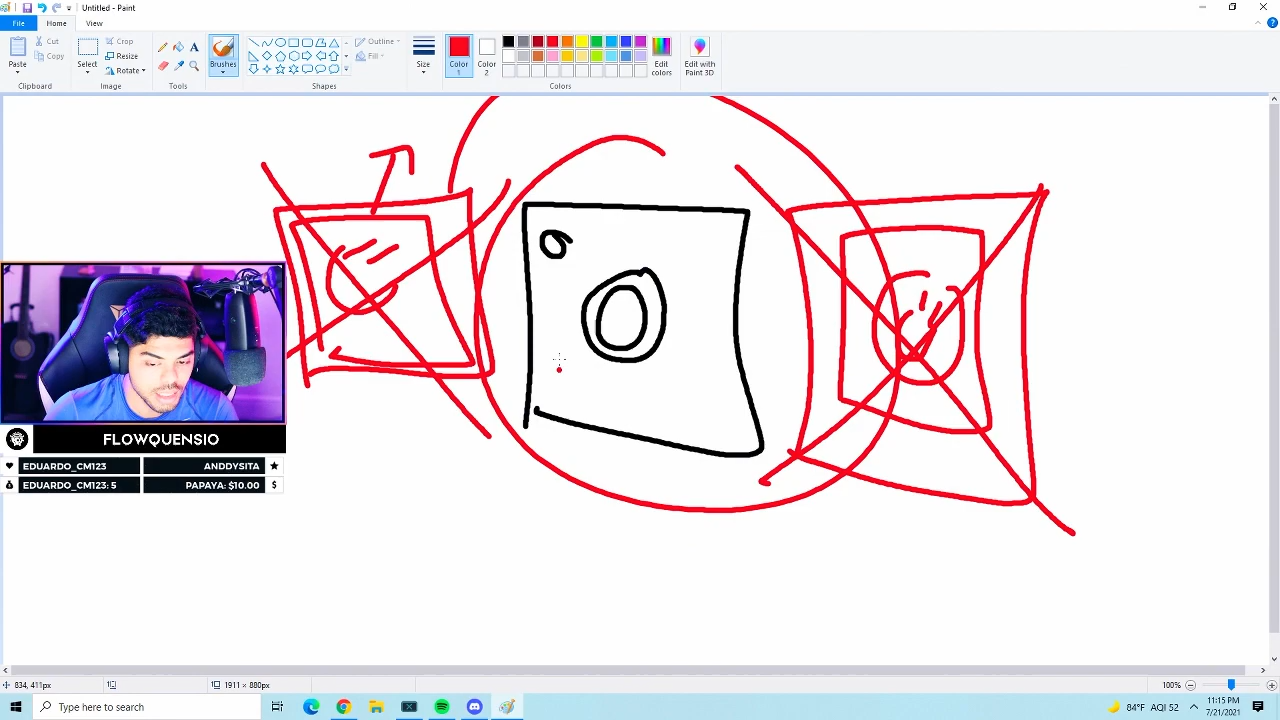 Untitled - Paint
File
Home
View
Paste
Cut
Copy
Clipboard
Select
Crop
Resize
Rotate
Image
Tools
Brushes
Shapes
Outline
Fill
Size
Color
1
Color
2
Edit
colors
Colors
Edit with
Paint 3D
FLOWQUENSIO
EDUARDO_CM123
ANDDYSITA
EDUARDO_CM123: 5
PAPAYA: $10.00
$
834, 411px
1911 × 880px
100%
Type here to search
84°F AQI 52
11:15 PM
7/21/2021